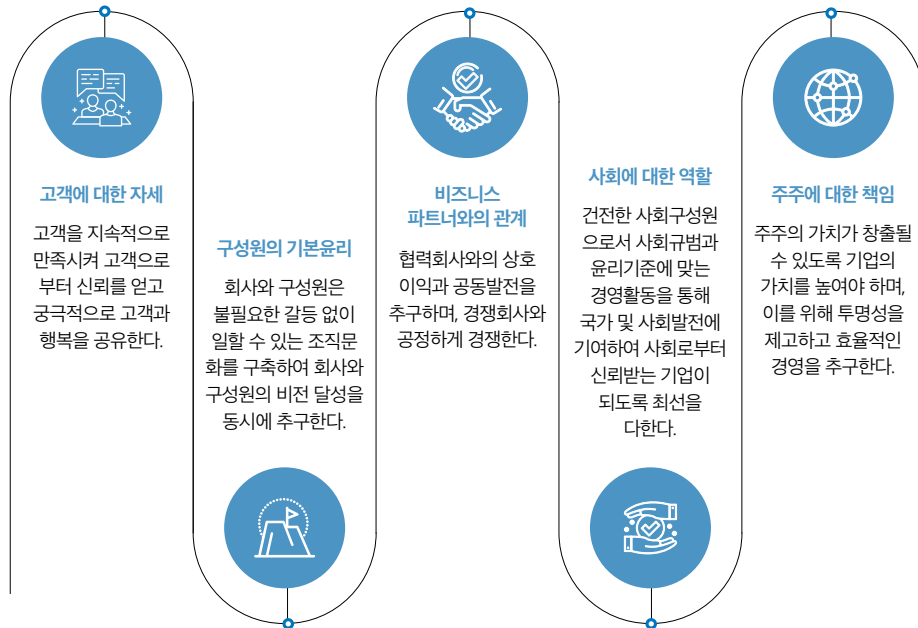 고객에 대한 자세
고객을 지속적으로
만족시켜 고객으로
부터 신뢰를 얻고
궁극적으로 고객과
행복을 공유한다.
구성원의 기본윤리
회사와 구성원은
불필요한 갈등 없이
일할 수 있는 조직문
화를 구축하여 회사와
구성원의 비전 달성을
동시에 추구한다.
비즈니스
파트너와의 관계
협력회사와의 상호
이익과 공동발전을
추구하며, 경쟁회사와
공정하게 경쟁한다.
사회에 대한 역할
건전한 사회구성원
으로서 사회규범과
윤리기준에 맞는
경영활동을 통해
국가 및 사회발전에
기여하여 사회로부터
신뢰받는 기업이
되도록 최선을
다한다.
주주에 대한 책임
주주의 가치가 창출될
수 있도록 기업의
가치를 높여야 하며,
이를 위해 투명성을
제고하고 효율적인
경영을 추구한다.